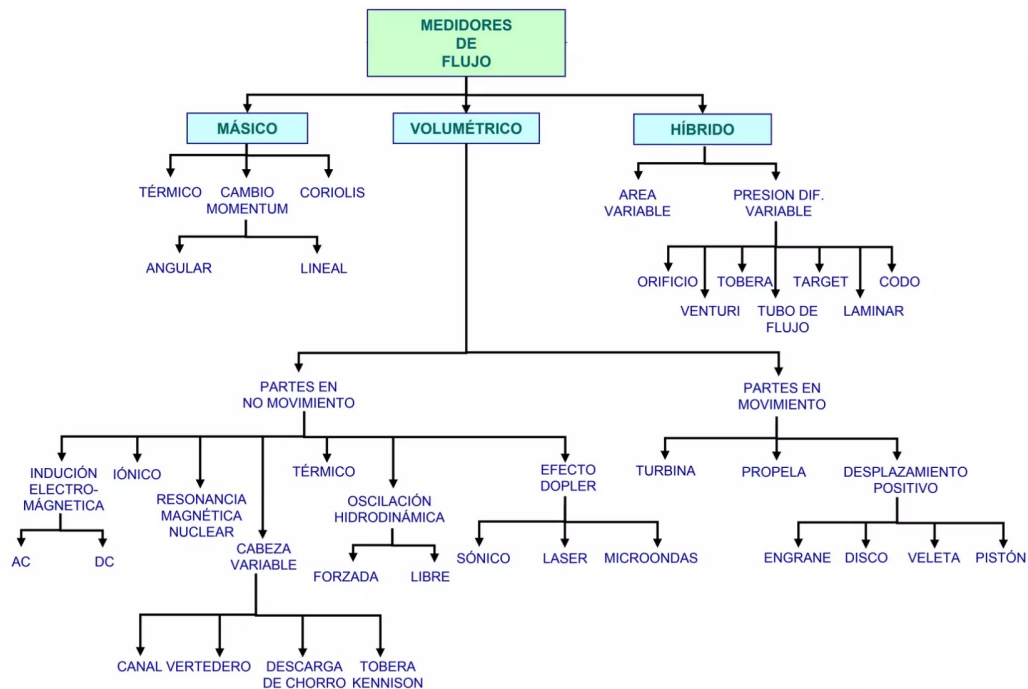 MEDIDORES
DE
FLUJO
MÁSICO
VOLUMÉTRICO
HÍBRIDO
TÉRMICO
CAMBIO
MOMENTUM
CORIOLIS
ANGULAR
LINEAL
AREA
VARIABLE
PRESION DIF.
VARIABLE
ORIFICIO
TOBERA
TARGET
CODO
VENTURI
TUBO DE
FLUJO
LAMINAR
PARTES EN
NO MOVIMIENTO
PARTES EN
MOVIMIENTO
INDUCIÓN
ELECTRO-
MÁGNETICA
IÓNICO
RESONANCIA
MAGNÉTICA
NUCLEAR
CABEZA
VARIABLE
TÉRMICO
OSCILACIÓN
HIDRODINÁMICA
EFECTO
DOPLER
TURBINA
PROPELA
DESPLAZAMIENTO
POSITIVO
AC
DC
FORZADA
LIBRE
SÓNICO
LASER
MICROONDAS
ENGRANE
DISCO
VELETA
PISTÓN
CANAL
VERTEDERO
DESCARGA
DE CHORRO
TOBERA
KENNISON